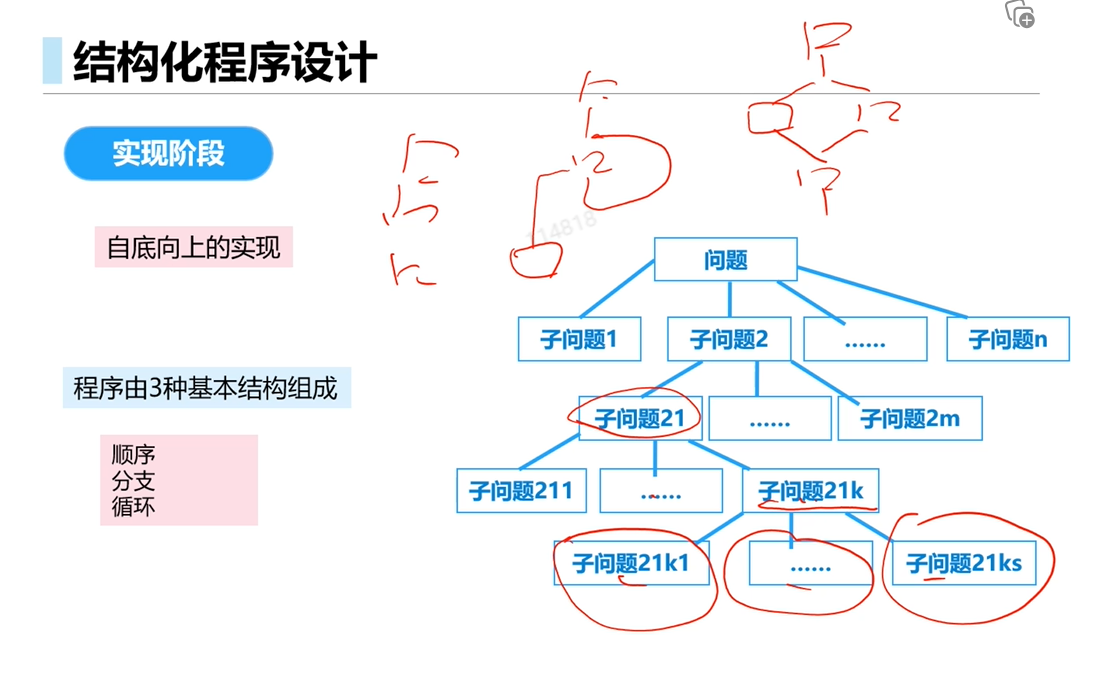 结构化程序设计
实现阶段
自底向上的实现
114818
问题
子问题1
子问题2
……
子问题n
程序由3种基本结构组成
子问题21
……
子问题2m
顺序
分支
循环
子问题211
……
子问题21k
子问题21k1
……
子问题21ks